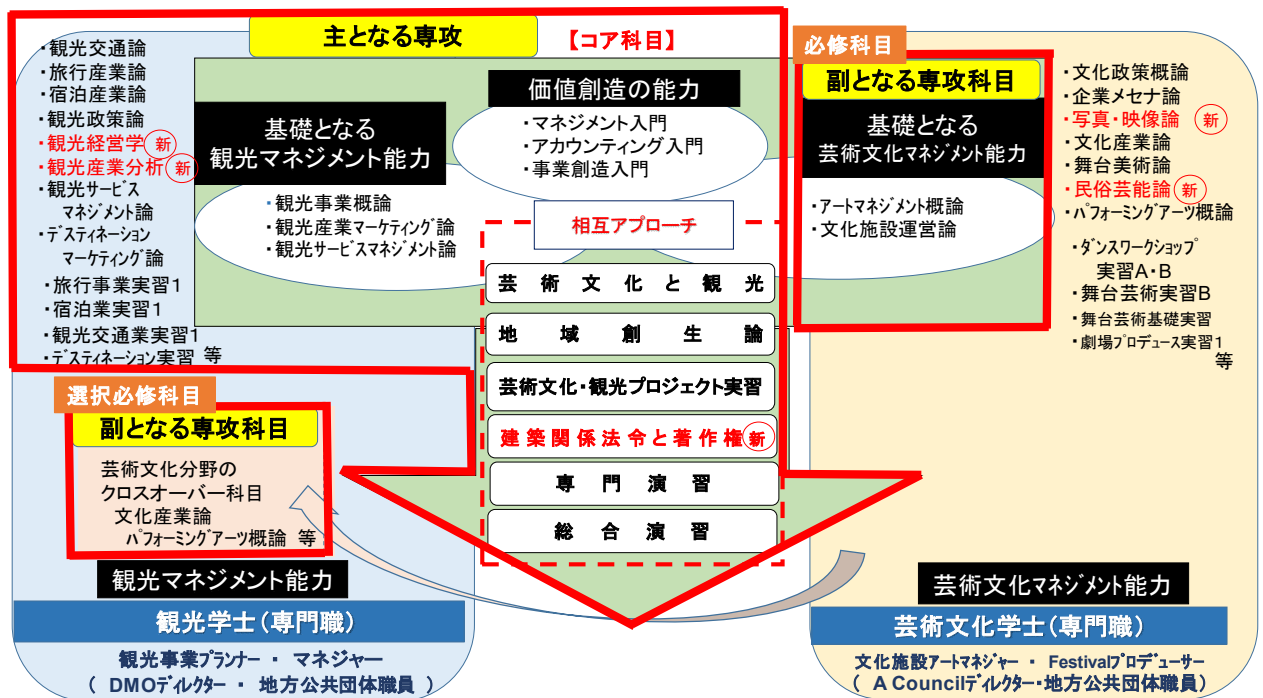 主となる専攻
【コア科目】
・観光交通論
・旅行産業論
・宿泊産業論
・観光政策論
・観光経営学 新
・観光産業分析 新
・観光サービス
マネジメント論
・デスティネーション
マーケティング論
・旅行事業実習1
・宿泊業実習1
・観光交通業実習1
・デスティネーション実習 等
基礎となる
観光マネジメント能力
・観光事業概論
・観光産業マーケティング論
・観光サービスマネジメント論
価値創造の能力
・マネジメント入門
・アカウンティング入門
・事業創造入門
相互アプローチ
芸術文化と観光
地域創生論
芸術文化・観光プロジェクト実習
建築関係法令と著作権 新
専門演習
総合演習
必修科目
副となる専攻科目
基礎となる
芸術文化マネジメント能力
・アートマネジメント概論
・文化施設運営論
・文化政策概論
・企業メセナ論
・写真・映像論 新
・文化産業論
・舞台美術論
・民俗芸能論 新
・パフォーミングアーツ概論
・ダンスワークショップ
実習A・B
・舞台芸術実習B
・舞台芸術基礎実習
・劇場プロデュース実習1
等
選択必修科目
副となる専攻科目
芸術文化分野の
クロスオーバー科目
文化産業論
パフォーミングアーツ概論 等
観光マネジメント能力
観光学士（専門職）
観光事業プランナー ・ マネジャー
（ DMOディルクター ・ 地方公共団体職員 ）
芸術文化マネジメント能力
芸術文化学士（専門職）
文化施設アートマネジャー ・ Festivalプロデューサー
（ A Councilディルクター・地方公共団体職員）